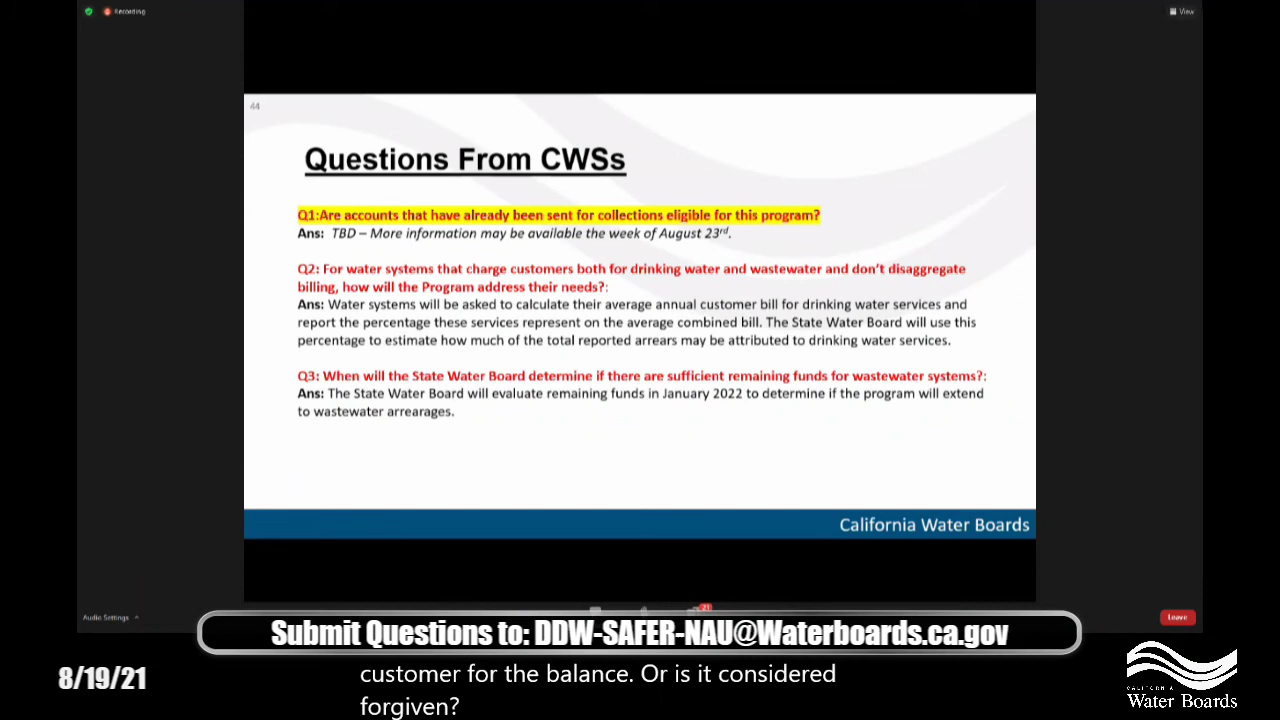 Recording
View
44
Questions From CWSs
Q1:Are accounts that have already been sent for collections eligible for this program?
Ans: TBD – More information may be available the week of August 23rd.
Q2: For water systems that charge customers both for drinking water and wastewater and don't disaggregate
billing, how will the Program address their needs?:
Ans: Water systems will be asked to calculate their average annual customer bill for drinking water services and
report the percentage these services represent on the average combined bill. The State Water Board will use this
percentage to estimate how much of the total reported arrears may be attributed to drinking water services.
Q3: When will the State Water Board determine if there are sufficient remaining funds for wastewater systems?:
Ans: The State Water Board will evaluate remaining funds in January 2022 to determine if the program will extend
to wastewater arrearages.
California Water Boards
Audio Settings
21
Leave
Submit Questions to: DDW-SAFER-NAU@Waterboards.ca.gov
8/19/21
customer for the balance. Or is it considered
forgiven?
CALIFORNIA
Water Boards